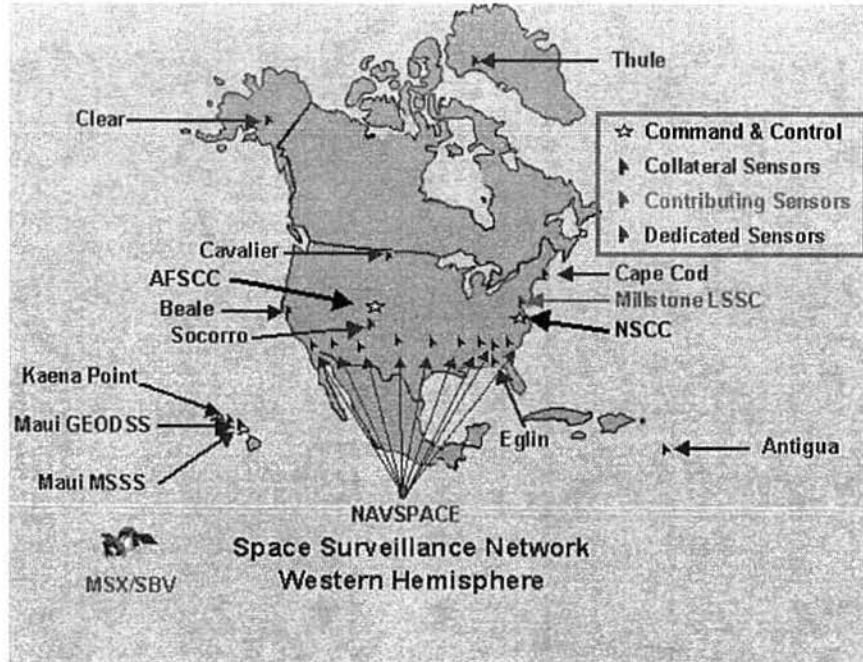 Thule
Clear
Command & Control
Collateral Sensors
Contributing Sensors
Dedicated Sensors
Cavalier
AFSCC
Cape Cod
Beale
Millstone LSSC
Socorro
NSCC
Kaena Point
Maui GEODSS
Eglin
Antigua
Maui MSSS
NAVSPACE
Space Surveillance Network
Western Hemisphere
MSX/SBV